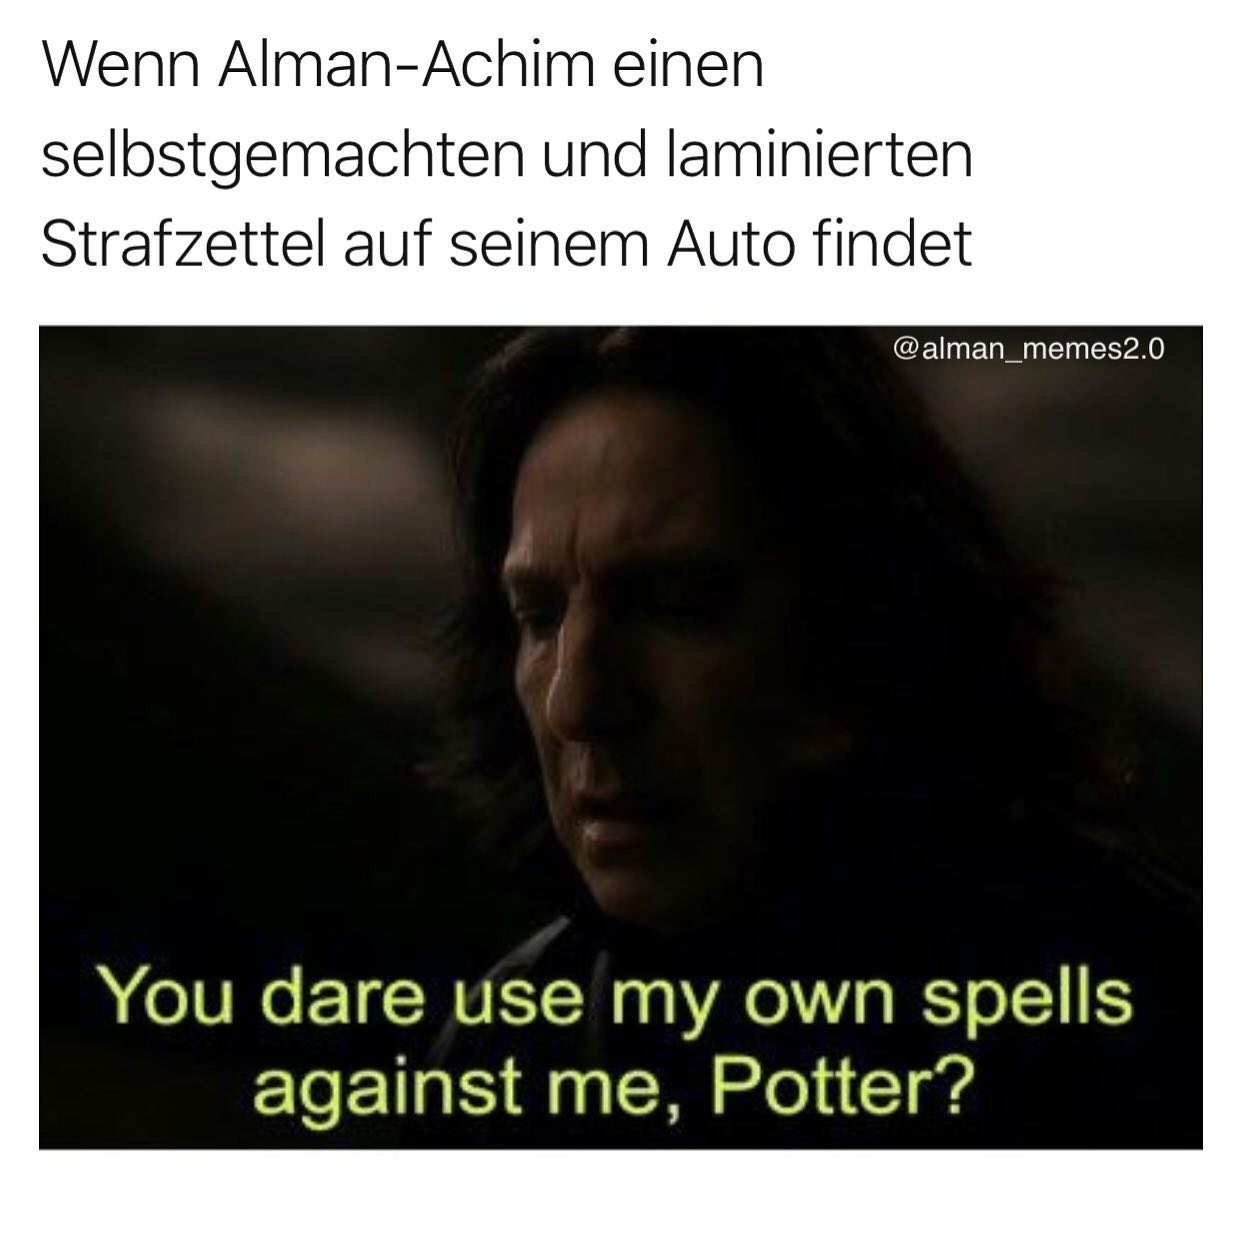 Wenn Alman-Achim einen
selbstgemachten und laminierten
Strafzettel auf seinem Auto findet
@alman_memes2.0
You dare use my own spells
against me, Potter?